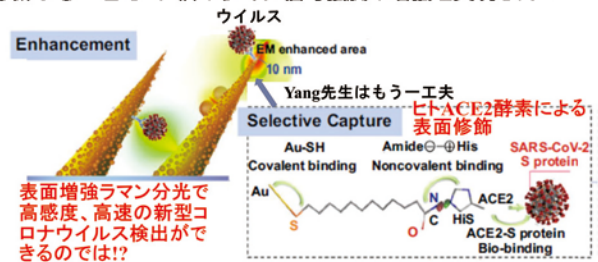 ウイルス
Enhancement
EM enhanced area
10 nm
Yang先生はもう一工夫
ヒトACE2酵素による
表面修飾
Selective Capture
Au-SH
Covalent binding
Amide⊖–⊕His
Noncovalent binding
SARS-CoV-2
S protein
Au
S
O
C
N
HiS
ACE2
ACE2-S protein
Bio-binding
表面増強ラマン分光で
高感度、高速の新型コ
ロナウイルス検出がで
きるのでは!?